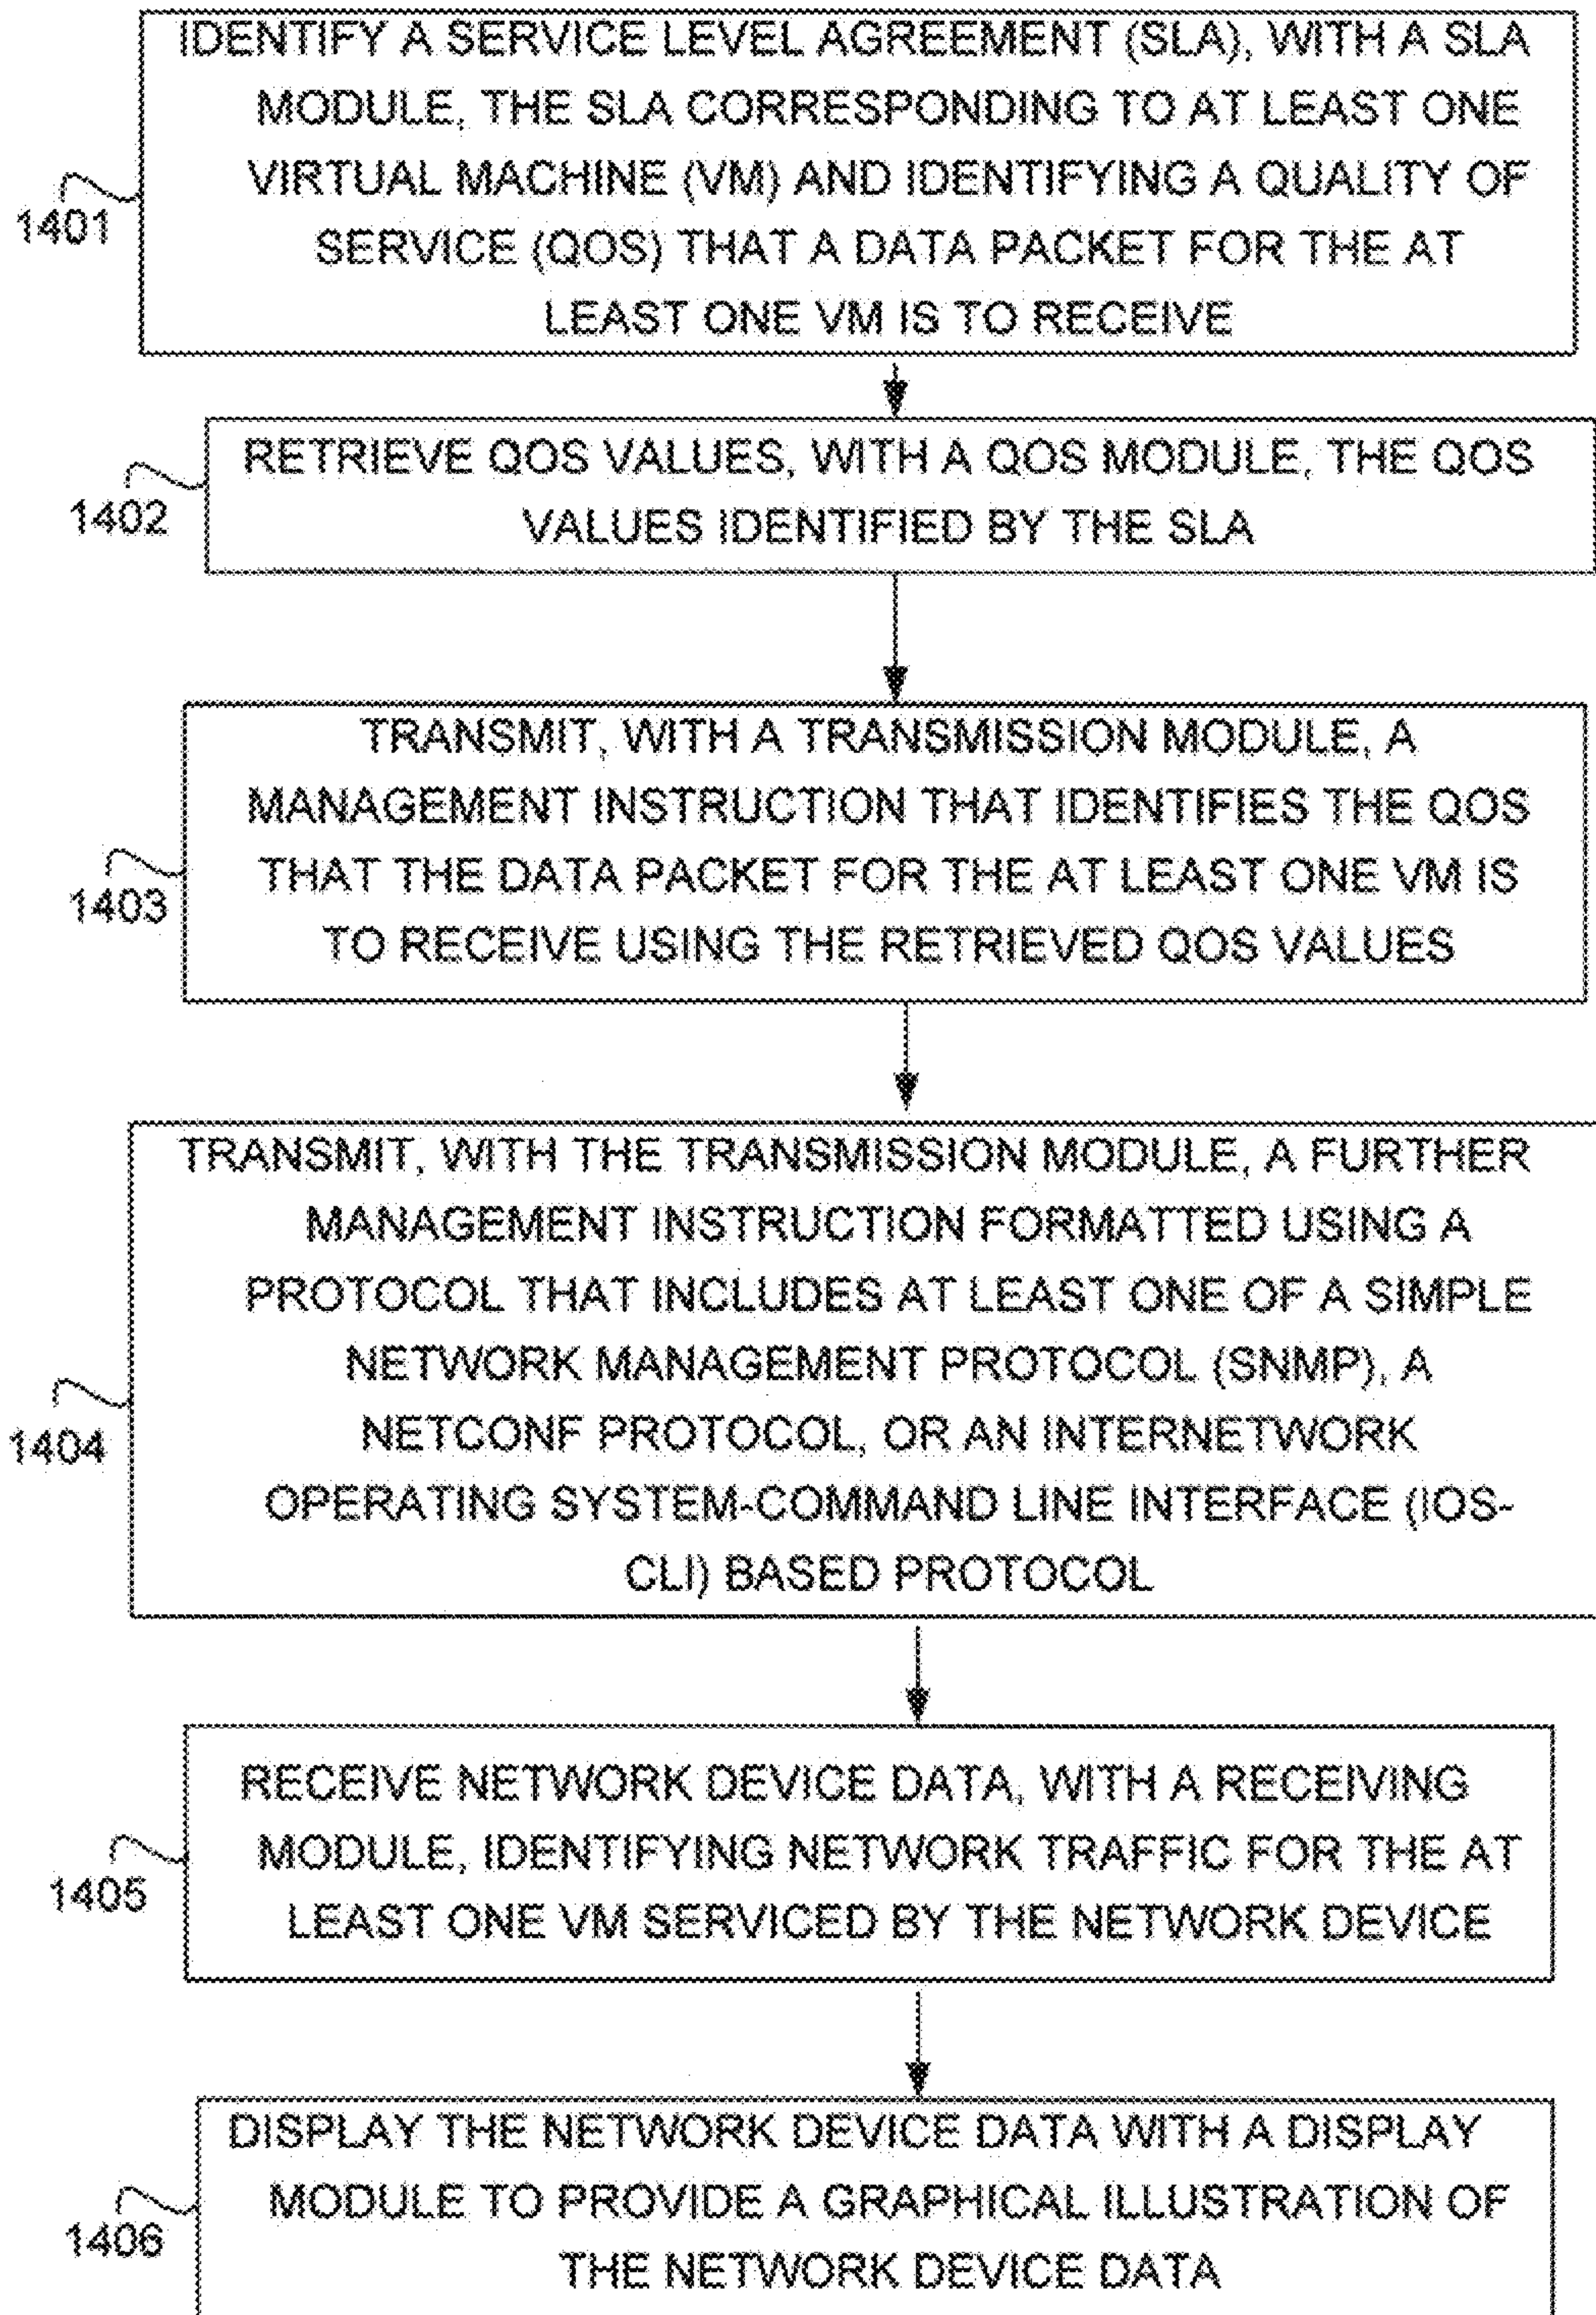 IDENTIFY A SERVICE LEVEL AGREEMENT (SLA), WITH A SLA
MODULE, THE SLA CORRESPONDING TO AT LEAST ONE
VIRTUAL MACHINE (VM) AND IDENTIFYING A QUALITY OF
SERVICE (QOS) THAT A DATA PACKET FOR THE AT
LEAST ONE VM IS TO RECEIVE
1401
RETRIEVE QOS VALUES, WITH A QOS MODULE, THE QOS
VALUES IDENTIFIED BY THE SLA
1402
TRANSMIT, WITH A TRANSMISSION MODULE, A
MANAGEMENT INSTRUCTION THAT IDENTIFIES THE QOS
THAT THE DATA PACKET FOR THE AT LEAST ONE VM IS
TO RECEIVE USING THE RETRIEVED QOS VALUES
1403
TRANSMIT, WITH THE TRANSMISSION MODULE, A FURTHER
MANAGEMENT INSTRUCTION FORMATTED USING A
PROTOCOL THAT INCLUDES AT LEAST ONE OF A SIMPLE
NETWORK MANAGEMENT PROTOCOL (SNMP), A
NETCONF PROTOCOL, OR AN INTERNETWORK
OPERATING SYSTEM-COMMAND LINE INTERFACE (IOS-
CLI) BASED PROTOCOL
1404
RECEIVE NETWORK DEVICE DATA, WITH A RECEIVING
MODULE, IDENTIFYING NETWORK TRAFFIC FOR THE AT
LEAST ONE VM SERVICED BY THE NETWORK DEVICE
1405
DISPLAY THE NETWORK DEVICE DATA WITH A DISPLAY
MODULE TO PROVIDE A GRAPHICAL ILLUSTRATION OF
THE NETWORK DEVICE DATA
1406